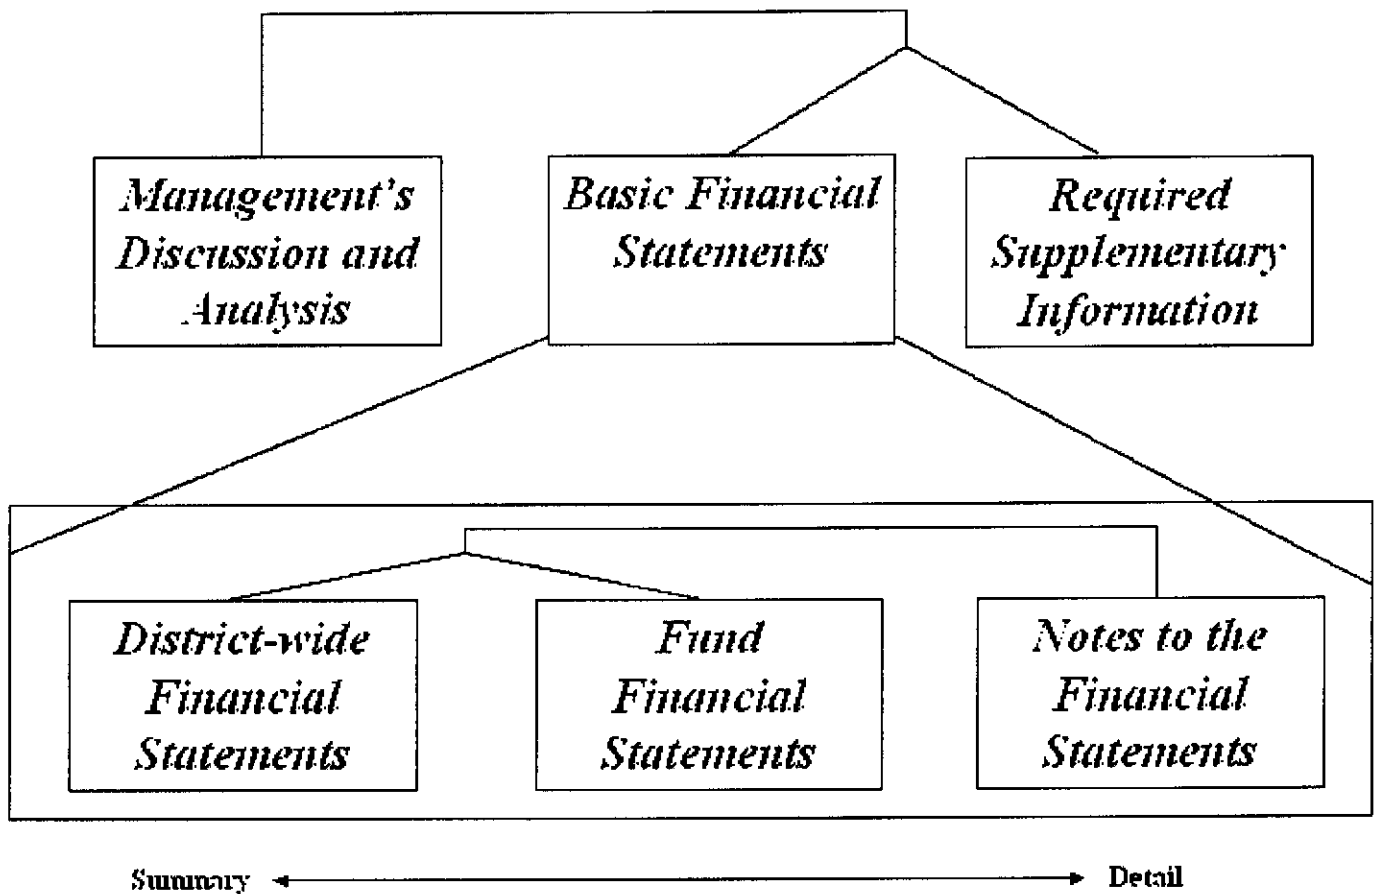 Management's
Discussion and
Analysis
Basic Financial
Statements
Required
Supplementary
Information
District-wide
Financial
Statements
Fund
Financial
Statements
Notes to the
Financial
Statements
Summary
Detail